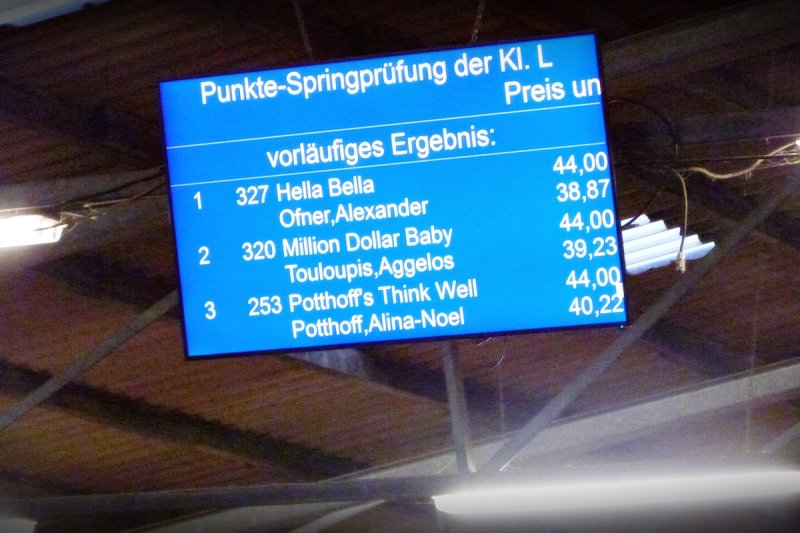 Punkte-Springprüfung der Kl. L
Preis un
vorläufiges Ergebnis:
1 327 Hella Bella 44,00
Ofner,Alexander 38,87
2 320 Million Dollar Baby 44,00
Touloupis,Aggelos 39,23
3 253 Potthoff's Think Well 44,00
Potthoff,Alina-Noel 40,22